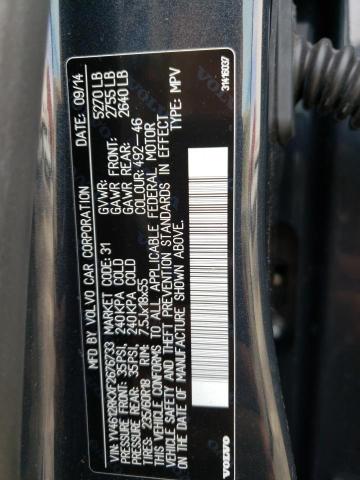 MFD BY VOLVO CAR CORPORATION DATE: 09/14
GVWR: 5270 LB
GAWR FRONT: 2755 LB
GAWR REAR: 2640 LB
VIN: YV4612RK3F2676733 MARKET CODE: 31 COLOUR: 492 - 46
PRESSURE FRONT: 35PSI, 240KPA COLD
PRESSURE REAR: 35PSI, 240KPA COLD
TIRES: 235/60R18 RIM: 7.5JX18x55 TYPE: MPV
THIS VEHICLE CONFORMS TO ALL APPLICABLE FEDERAL MOTOR
VEHICLE SAFETY AND THEFT PREVENTION STANDARDS IN EFFECT
ON THE DATE OF MANUFACTURE SHOWN ABOVE.
VOLVO
31416037